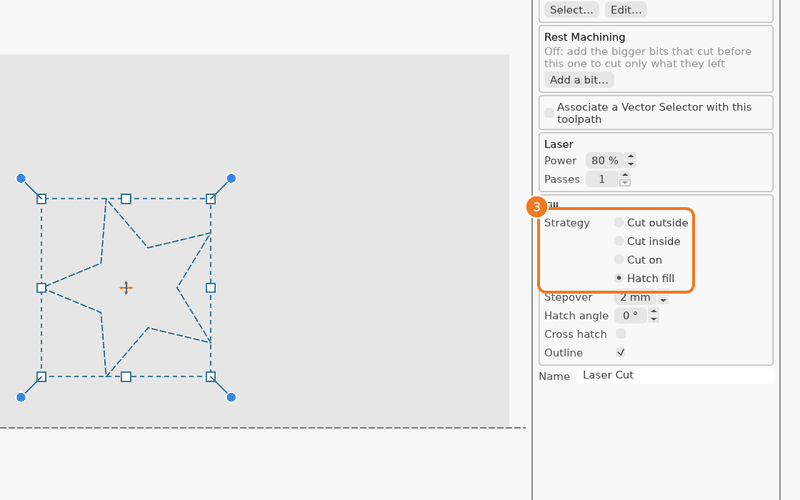 Select...
Edit...
Rest Machining
Off: add the bigger bits that cut before
this one to cut only what they left
Add a bit...
Associate a Vector Selector with this
toolpath
Laser
Power 80 %
Passes 1
3
Fill
Strategy
Cut outside
Cut inside
Cut on
Hatch fill
Stepover 2 mm
Hatch angle 0 °
Cross hatch
Outline
Name Laser Cut